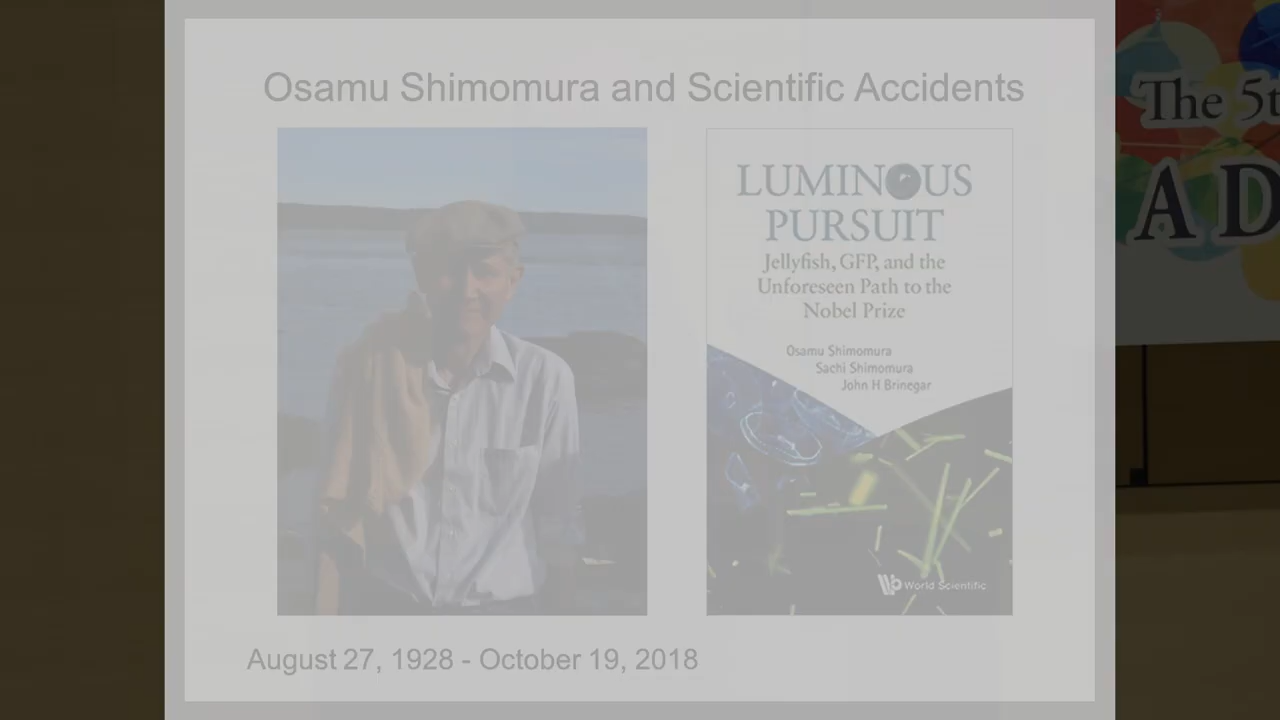 Osamu Shimomura and Scientific Accidents
LUMINOUS
PURSUIT
Jellyfish, GFP, and the
Unforeseen Path to the
Nobel Prize
Osamu Shimomura
Sachi Shimomura
John H Brinegar
World Scientific
August 27, 1928 - October 19, 2018
The 5t
A D